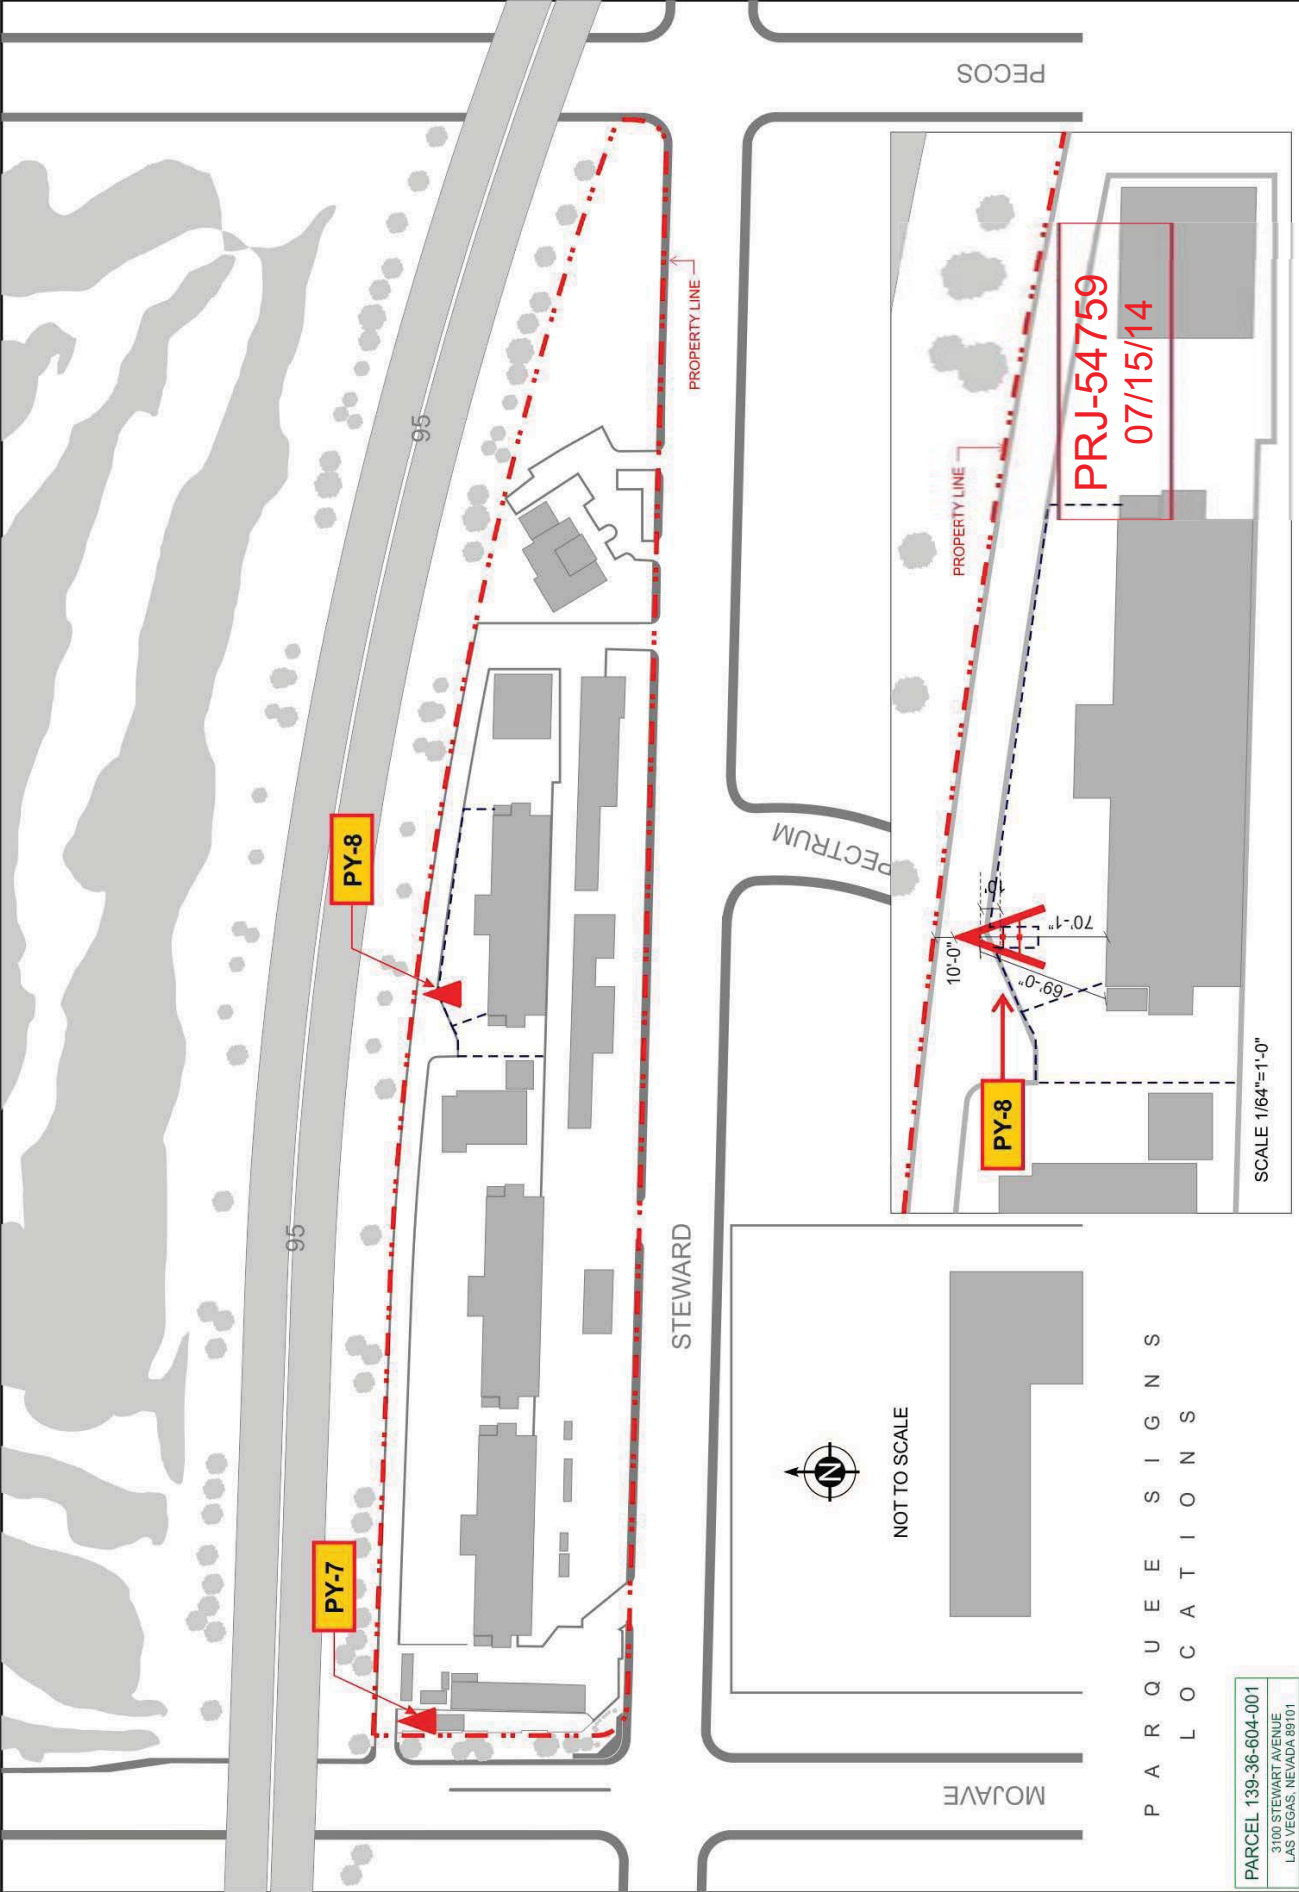 PECOS
95
PROPERTY LINE
PY-8
SPECTRUM
95
STEWARD
PY-7
MOJAVE
NOT TO SCALE
N
PROPERTY LINE
PRJ-54759
07/15/14
10'-0"
10'
70'-1"
69'-0"
PY-8
SCALE 1/64"=1'-0"
PARQUEE SIGNS
LOCATIONS
PARCEL 139-36-604-001
3100 STEWART AVENUE
LAS VEGAS, NEVADA 89101